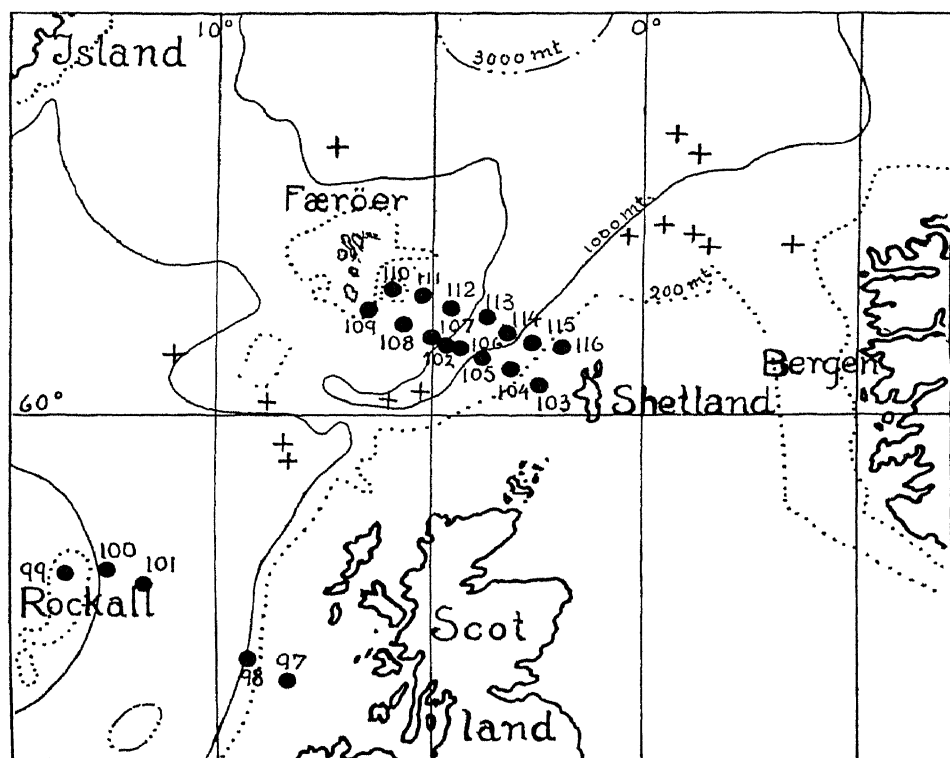 10° 0°
Island
3000 mt
Færöer
1000 mt.
200 mt.
110 111 112 113 114 115 116
109 108 107 102 106 105 104 103
Bergen
60°
Shetland
99 100 101
Rockall
98 97
Scot
land